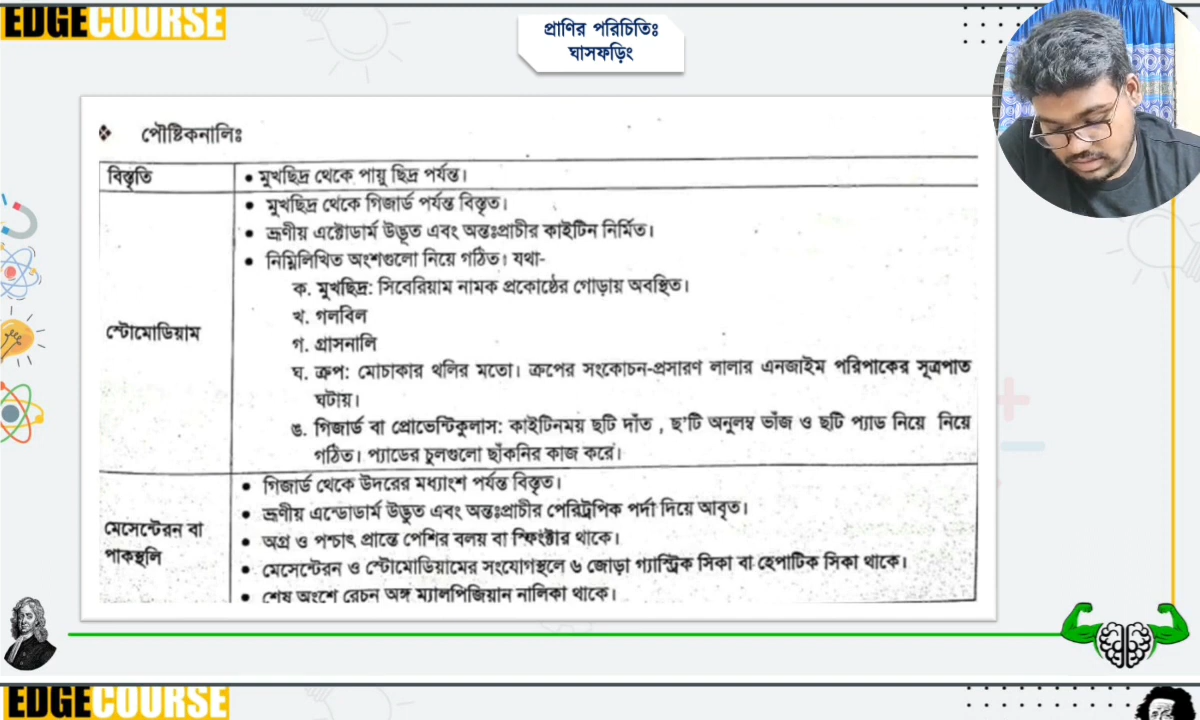 EDGECOURSE
প্রাণির পরিচিতিঃ
ঘাসফড়িং
❖ পৌষ্টিকনালিঃ
বিস্তৃতি
• মুখছিদ্র থেকে পায়ু ছিদ্র পর্যন্ত।
স্টোমোডিয়াম
• মুখছিদ্র থেকে গিজার্ড পর্যন্ত বিস্তৃত।
• ভ্রূণীয় এক্টোডার্ম উদ্ভূত এবং অন্তঃপ্রাচীর কাইটিন নির্মিত।
• নিম্নিলিখিত অংশগুলো নিয়ে গঠিত। যথা-
ক. মুখছিদ্র: সিবেরিয়াম নামক প্রকোষ্ঠের গোড়ায় অবস্থিত।
খ. গলবিল
গ. গ্রাসনালি
ঘ. ক্রপ: মোচাকার থলির মতো। ক্রপের সংকোচন-প্রসারণ লালার এনজাইম পরিপাকের সূত্রপাত
ঘটায়।
ঙ. গিজার্ড বা প্রোভেন্টিকুলাস: কাইটিনময় ছটি দাঁত , ছ'টি অনুলম্ব ভাঁজ ও ছটি প্যাড নিয়ে নিয়ে
গঠিত। প্যাডের চুলগুলো ছাঁকনির কাজ করে।
মেসেন্টেরন বা
পাকস্থলি
• গিজার্ড থেকে উদরের মধ্যাংশ পর্যন্ত বিস্তৃত।
• ভ্রূণীয় এন্ডোডার্ম উদ্ভূত এবং অন্তঃপ্রাচীর পেরিট্রপিক পর্দা দিয়ে আবৃত।
• অগ্র ও পশ্চাৎ প্রান্তে পেশির বলয় বা স্ফিংক্টার থাকে।
• মেসেন্টেরন ও স্টোমোডিয়ামের সংযোগস্থলে ৬ জোড়া গ্যাস্ট্রিক সিকা বা হেপাটিক সিকা থাকে।
• শেষ অংশে রেচন অঙ্গ ম্যালপিজিয়ান নালিকা থাকে।
EDGECOURSE